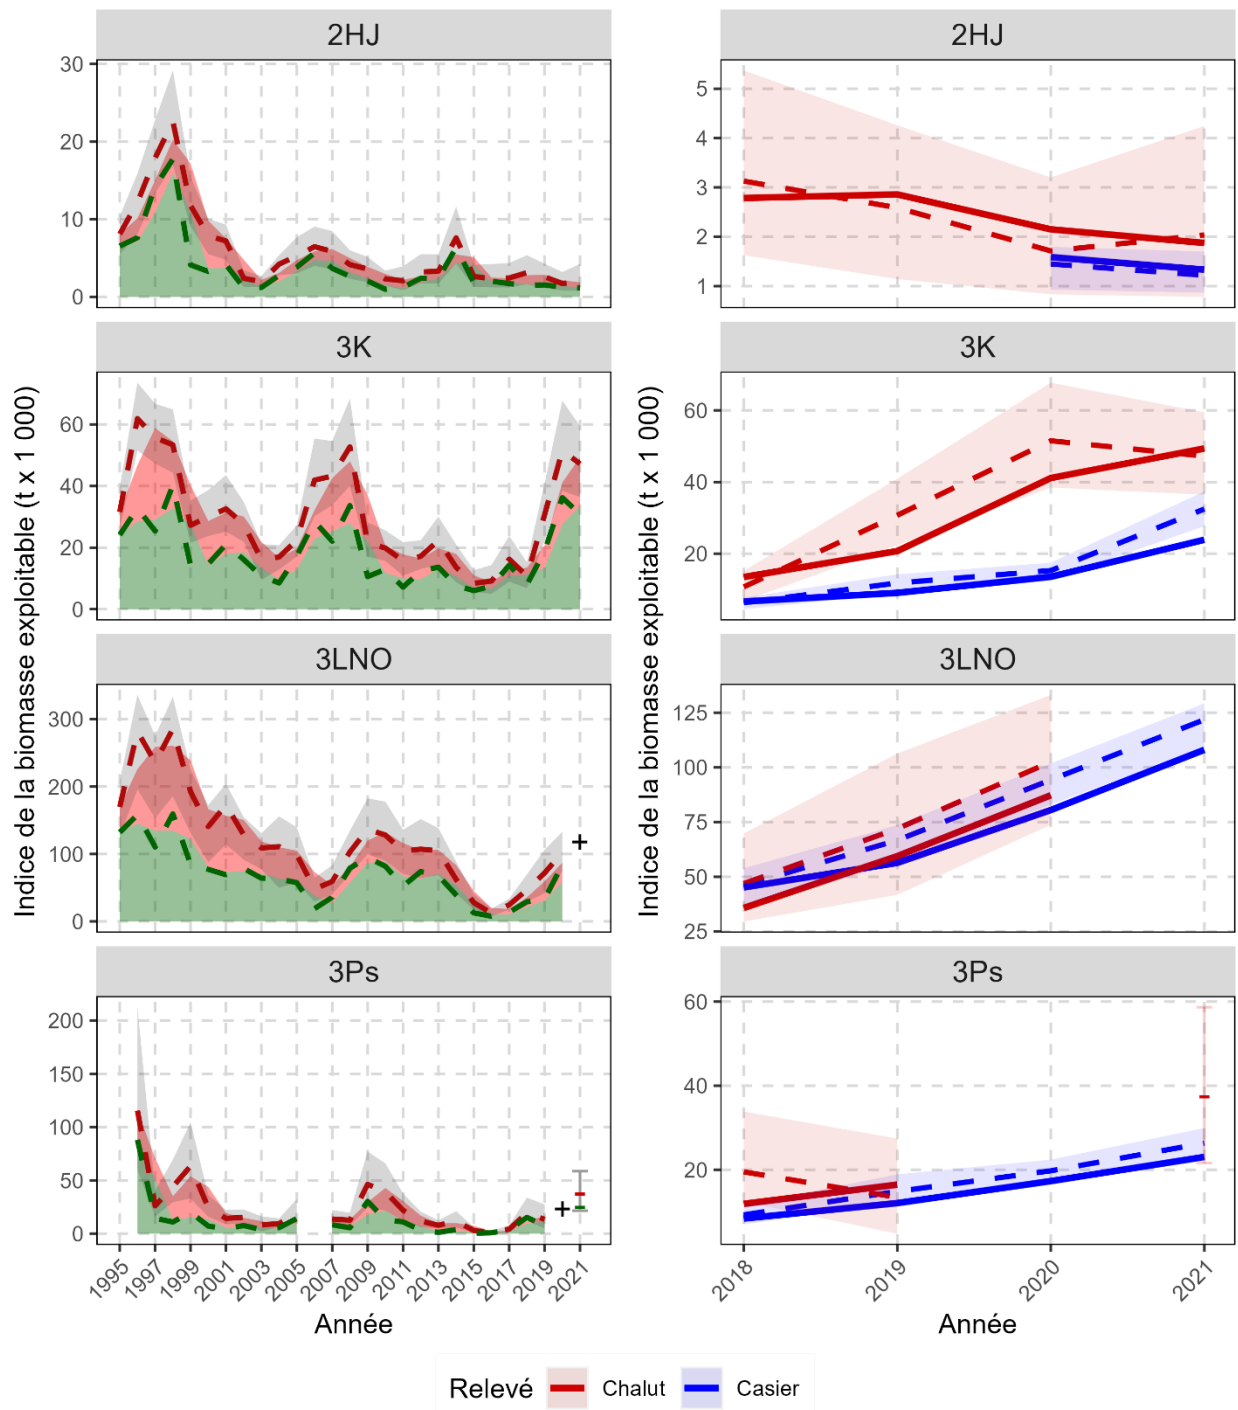 2HJ
2HJ
30
20
10
0
5
4
3
2
1
3K
3K
60
40
20
0
60
40
20
Indice de la biomasse exploitable (t x 1 000)
Indice de la biomasse exploitable (t x 1 000)
3LNO
3LNO
300
200
100
0
125
100
75
50
25
3Ps
3Ps
200
150
100
50
0
60
40
20
1995 1997 1999 2001 2003 2005 2007 2009 2011 2013 2015 2017 2019 2021
2018 2019 2020 2021
Année
Année
Relevé Chalut Casier